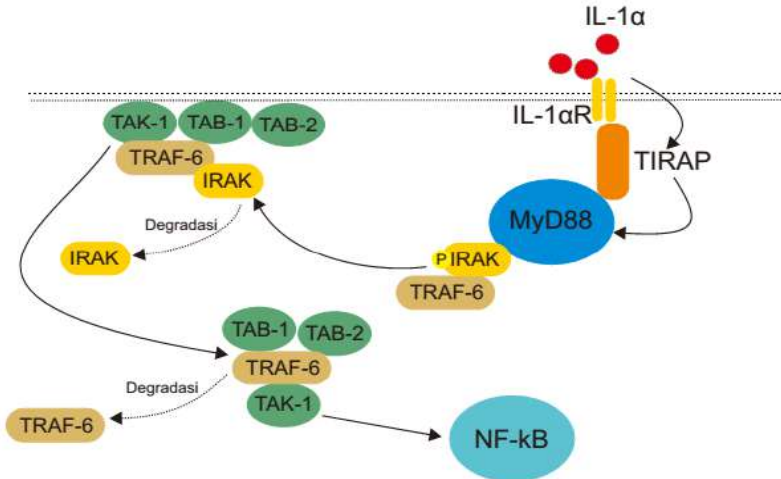 IL-1α
IL-1αR
TIRAP
MyD88
P
IRAK
TRAF-6
TAK-1
TAB-1
TAB-2
TRAF-6
IRAK
Degradasi
IRAK
TAB-1
TAB-2
TRAF-6
TAK-1
Degradasi
TRAF-6
NF-kB